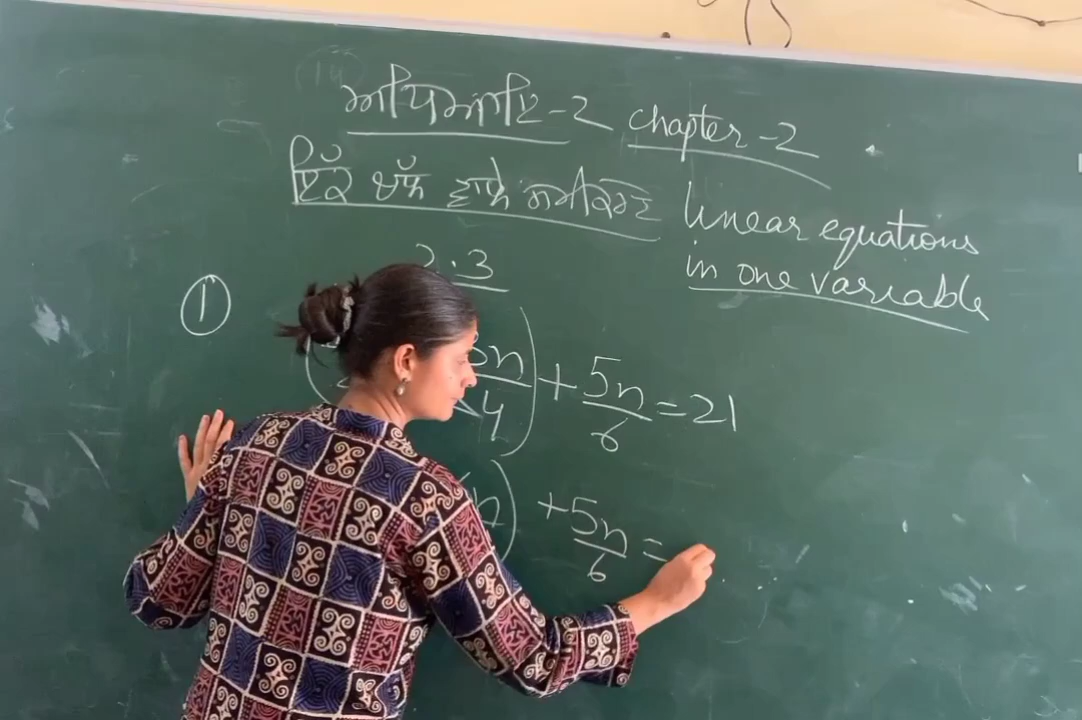 ਅਧਿਆਇ-2 chapter-2
ਇੱਕ ਚੱਲ ਵਾਲੇ ਸਮੀਕਰਣ linear equations
in one variable
2.3
1
3n/4) + 5n/6 = 21
n) + 5n/6 =